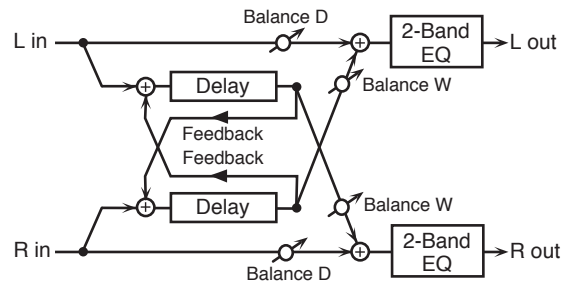 Balance D
L in
2-Band
EQ
L out
Delay
Balance W
Feedback
Feedback
Delay
Balance W
R in
2-Band
EQ
R out
Balance D